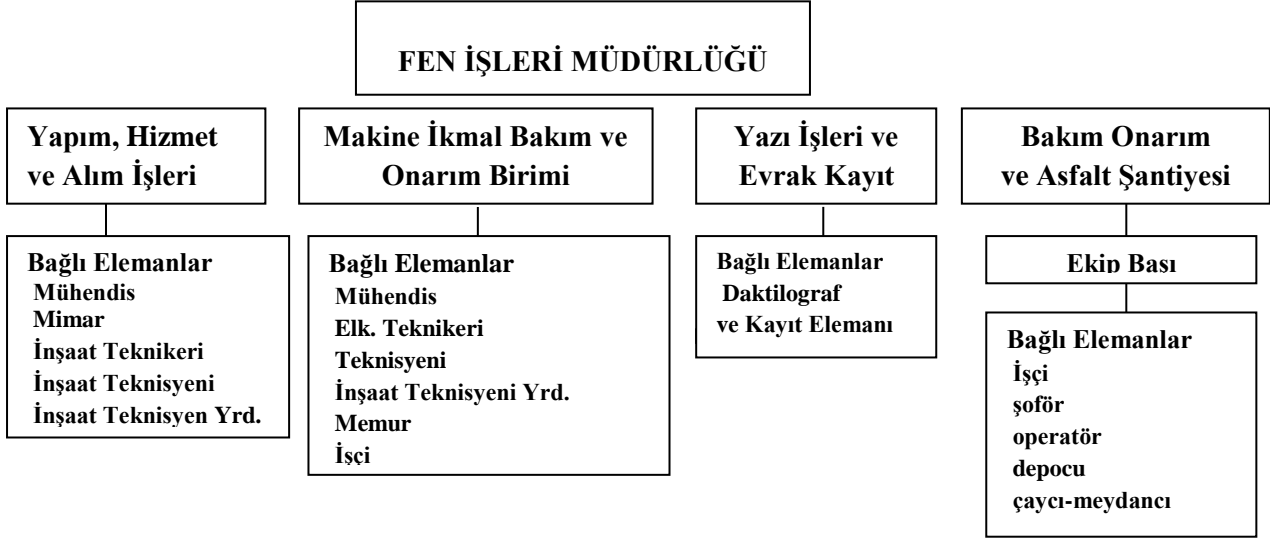 FEN İŞLERİ MÜDÜRLÜĞÜ
Yapım, Hizmet
ve Alım İşleri
Bağlı Elemanlar
Mühendis
Mimar
İnşaat Teknikeri
İnşaat Teknisyeni
İnşaat Teknisyen Yrd.
Makine İkmal Bakım ve
Onarım Birimi
Bağlı Elemanlar
Mühendis
Elk. Teknikeri
Teknisyeni
İnşaat Teknisyeni Yrd.
Memur
İşçi
Yazı İşleri ve
Evrak Kayıt
Bağlı Elemanlar
Daktilograf
ve Kayıt Elemanı
Bakım Onarım
ve Asfalt Şantiyesi
Ekip Başı
Bağlı Elemanlar
İşçi
şoför
operatör
depocu
çaycı-meydancı